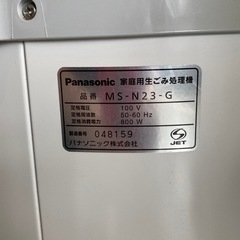 Panasonic 家庭用生ごみ処理機
品番 MS-N23-G
定格電圧 100 V
定格周波数 50-60 Hz
定格消費電力 800 W
製造番号 048159
パナソニック株式会社
JET